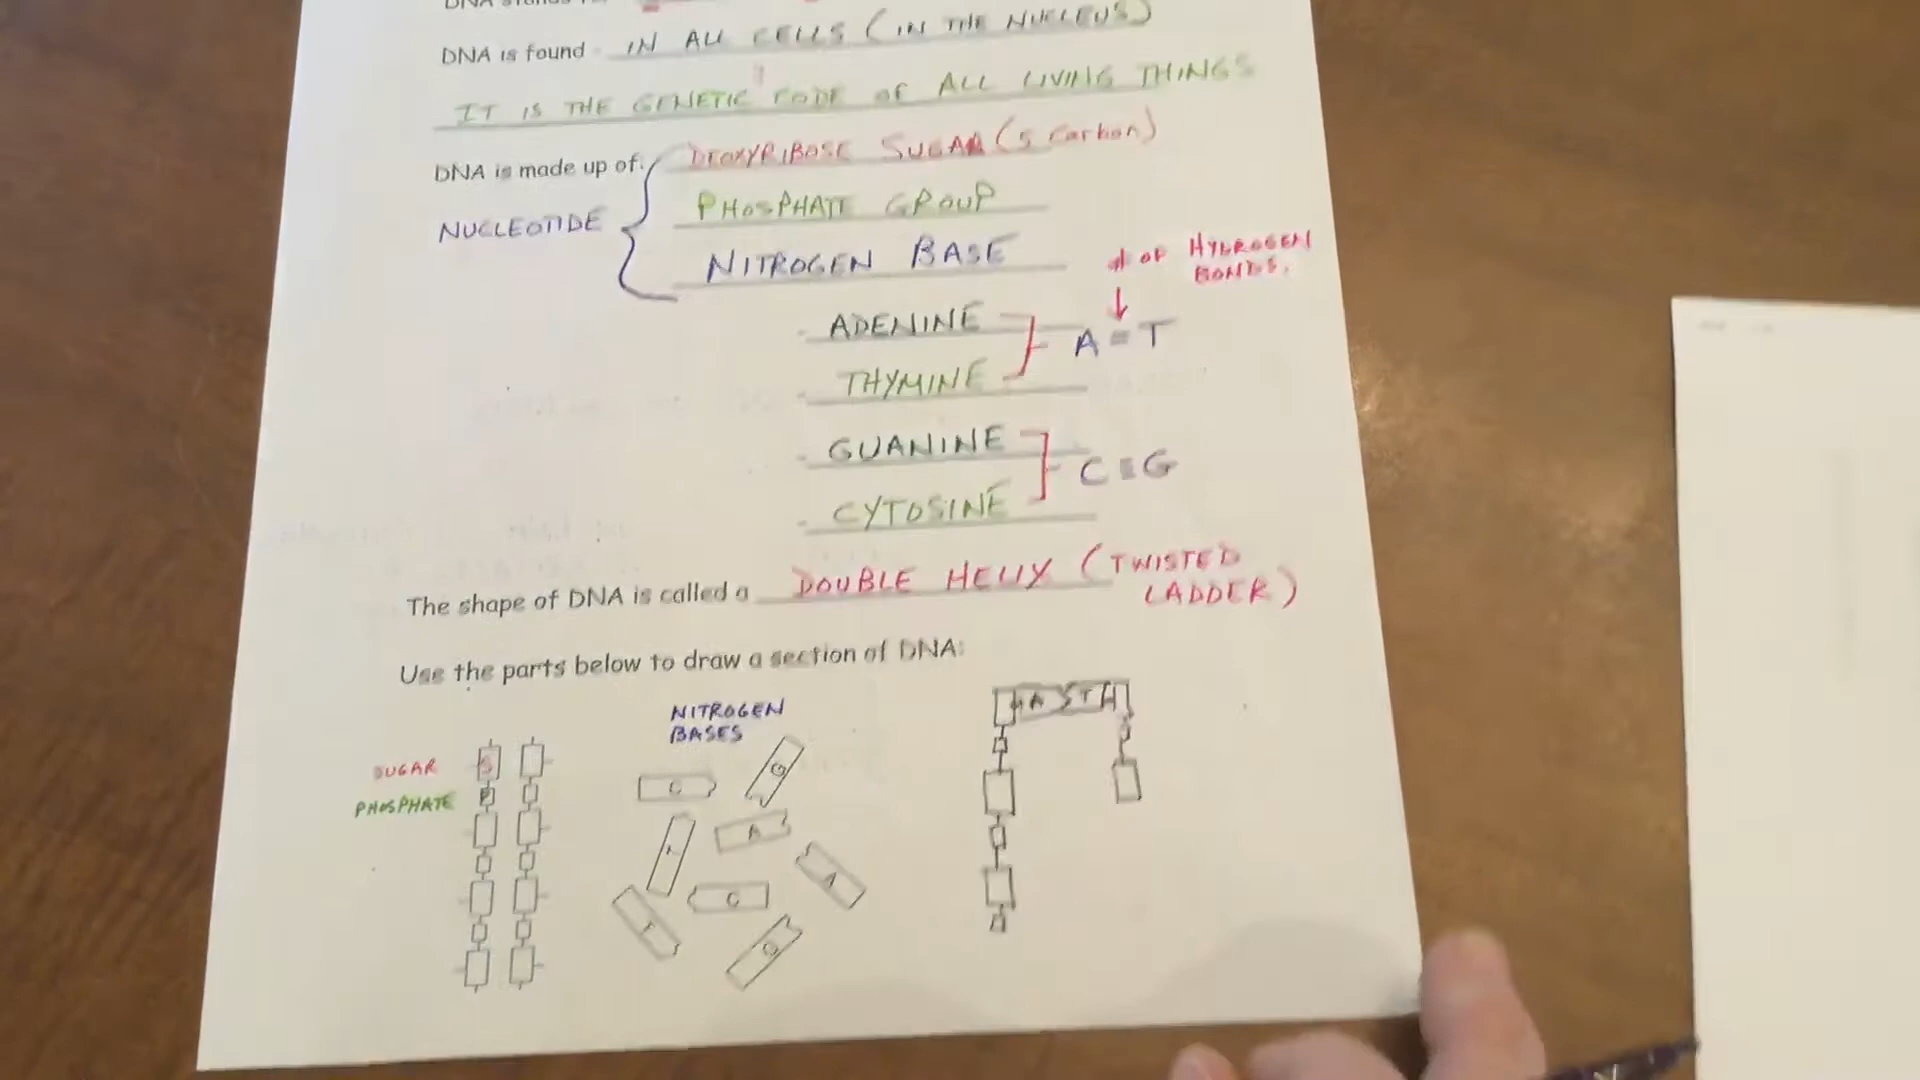 DNA stands
DNA is found IN ALL CELLS (IN THE NUCLEUS)
IT IS THE GENETIC CODE OF ALL LIVING THINGS
DNA is made up of: DEOXYRIBOSE SUGAR (5 carbon)
NUCLEOTIDE PHOSPHATE GROUP
NITROGEN BASE
# OF HYDROGEN
BONDS.
ADENINE
A = T
THYMINE
GUANINE
C ≡ G
CYTOSINE
The shape of DNA is called a DOUBLE HELIX (TWISTED
LADDER)
Use the parts below to draw a section of DNA:
NITROGEN
BASES
A T
SUGAR S
PHOSPHATE P
C G
A
T A
C
T
G